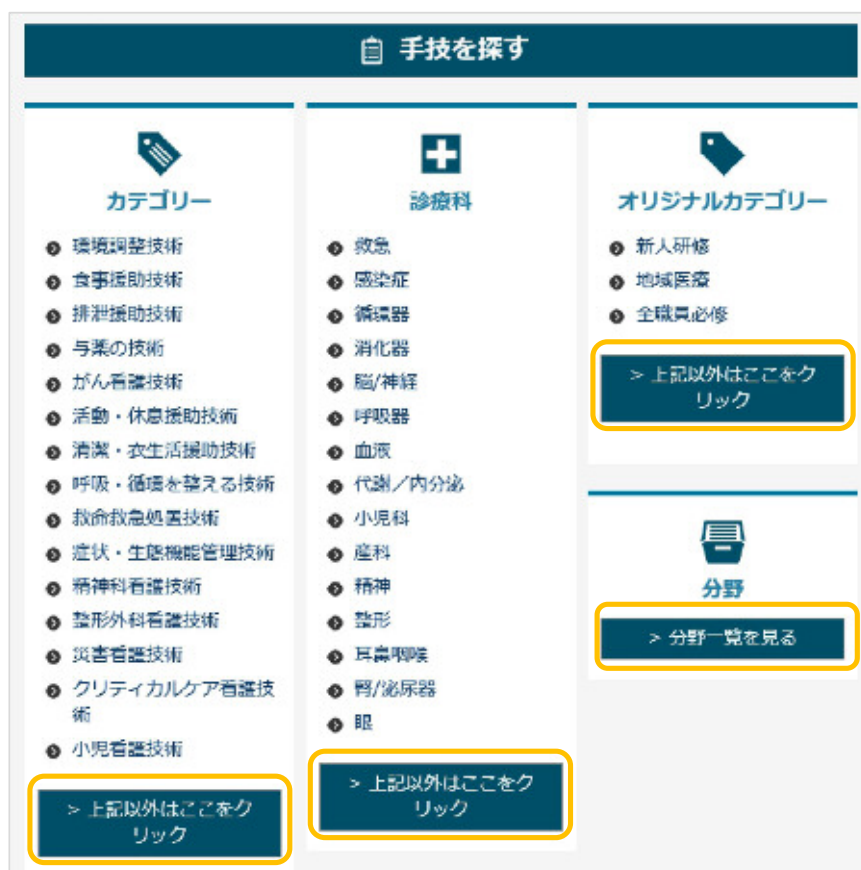 手技を探す
カテゴリー
環境調整技術
食事援助技術
排泄援助技術
与薬の技術
がん看護技術
活動・休息援助技術
清潔・衣生活援助技術
呼吸・循環を整える技術
救命救急処置技術
症状・生態機能管理技術
精神科看護技術
整形外科看護技術
災害看護技術
クリティカルケア看護技
術
小児看護技術
> 上記以外はここをク
リック
診療科
救急
感染症
循環器
消化器
脳/神経
呼吸器
血液
代謝／内分泌
小児科
産科
精神
整形
耳鼻咽喉
腎/泌尿器
眼
> 上記以外はここをク
リック
オリジナルカテゴリー
新人研修
地域医療
全職員必修
> 上記以外はここをク
リック
分野
> 分野一覧を見る